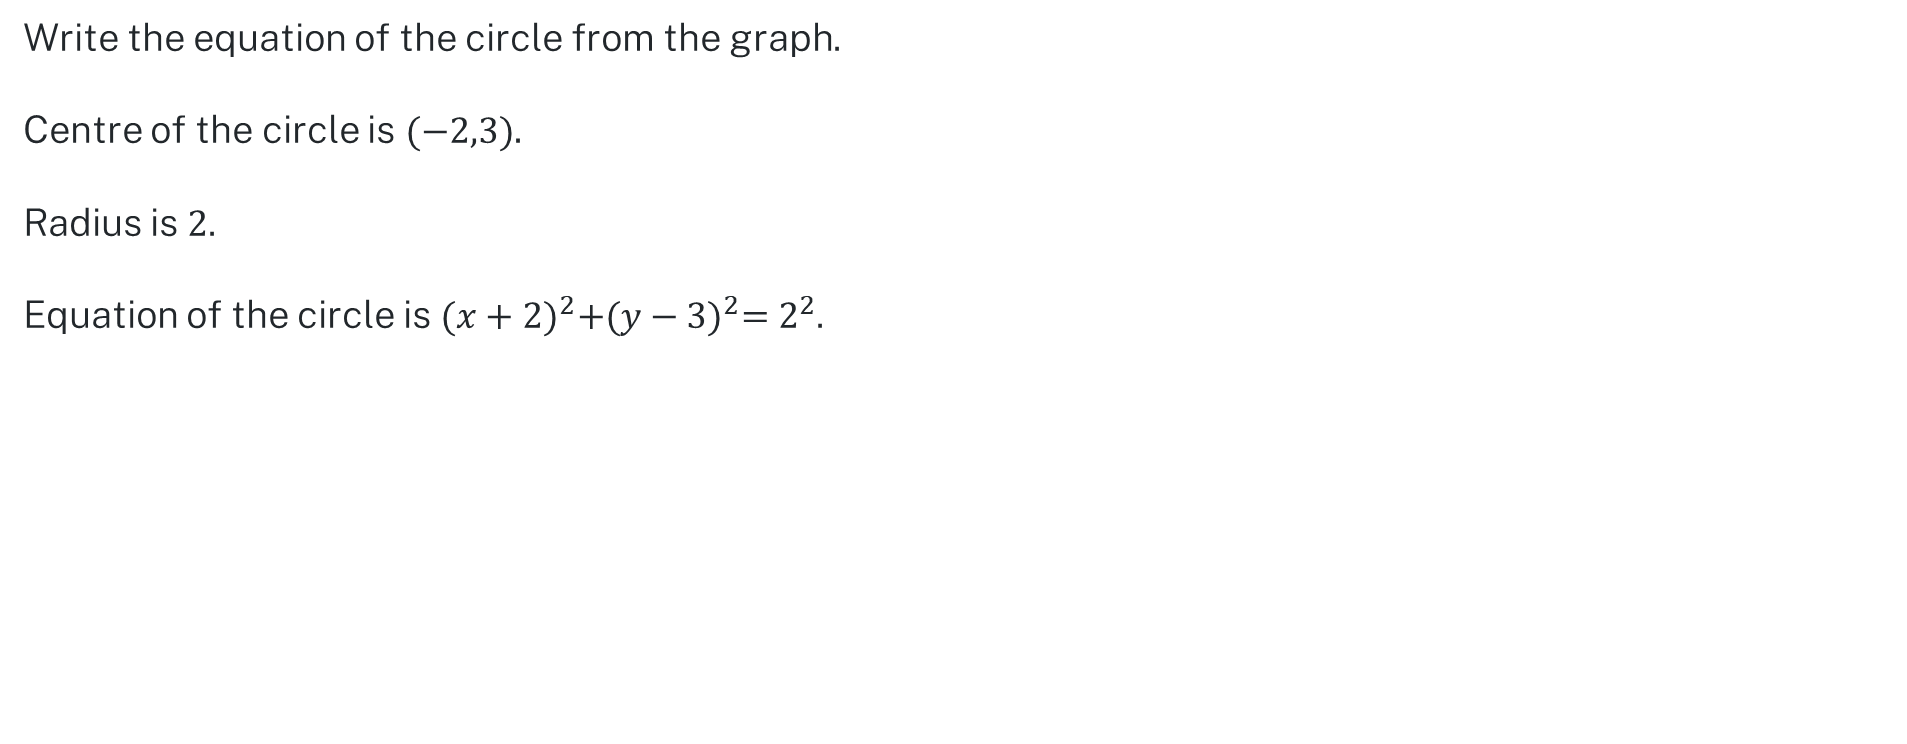 Write the equation of the circle from the graph.
Centre of the circle is (−2,3).
Radius is 2.
Equation of the circle is (x + 2)²+(y − 3)²= 2².